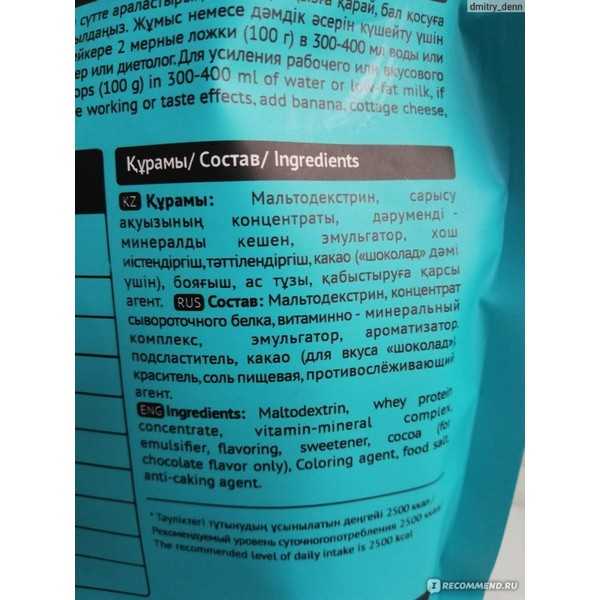 dmitry_denn
сүтте араластыры қарай, бал қосуға
ылдаңыз. Жұмыс немесе дәмдік әсерін күшейту үшін
йкере 2 мерные ложки (100 г) в 300-400 мл воды или
ер или диетолог. Для усиления рабочего или вкусового
ops (100 g) in 300-400 ml of water or low-fat milk, if
e working or taste effects, add banana, cottage cheese,
Құрамы/ Состав/ Ingredients
KZ Құрамы: Мальтодекстрин, сарысу
ақуызының концентраты, дәруменді -
минералды кешен, эмульгатор, хош
иістендіргіш, тәттілендіргіш, какао («шоколад» дәмі
үшін), бояғыш, ас тұзы, қабыстыруға қарсы
агент. RUS Состав: Мальтодекстрин, концентрат
сывороточного белка, витаминно - минеральный
комплекс, эмульгатор, ароматизатор,
подсластитель, какао (для вкуса «шоколад»),
краситель, соль пищевая, противослёживающий
агент.
ENG Ingredients: Maltodextrin, whey protein
concentrate, vitamin-mineral complex,
emulsifier, flavoring, sweetener, cocoa (for
chocolate flavor only), Coloring agent, food salt,
anti-caking agent.
* Тәуліктегі тұтынудың ұсынылатын деңгейі 2500 ккал/
Рекомендуемый уровень суточногопотребления 2500 ккал/
The recommended level of daily intake is 2500 kcal
IRECOMMEND.RU